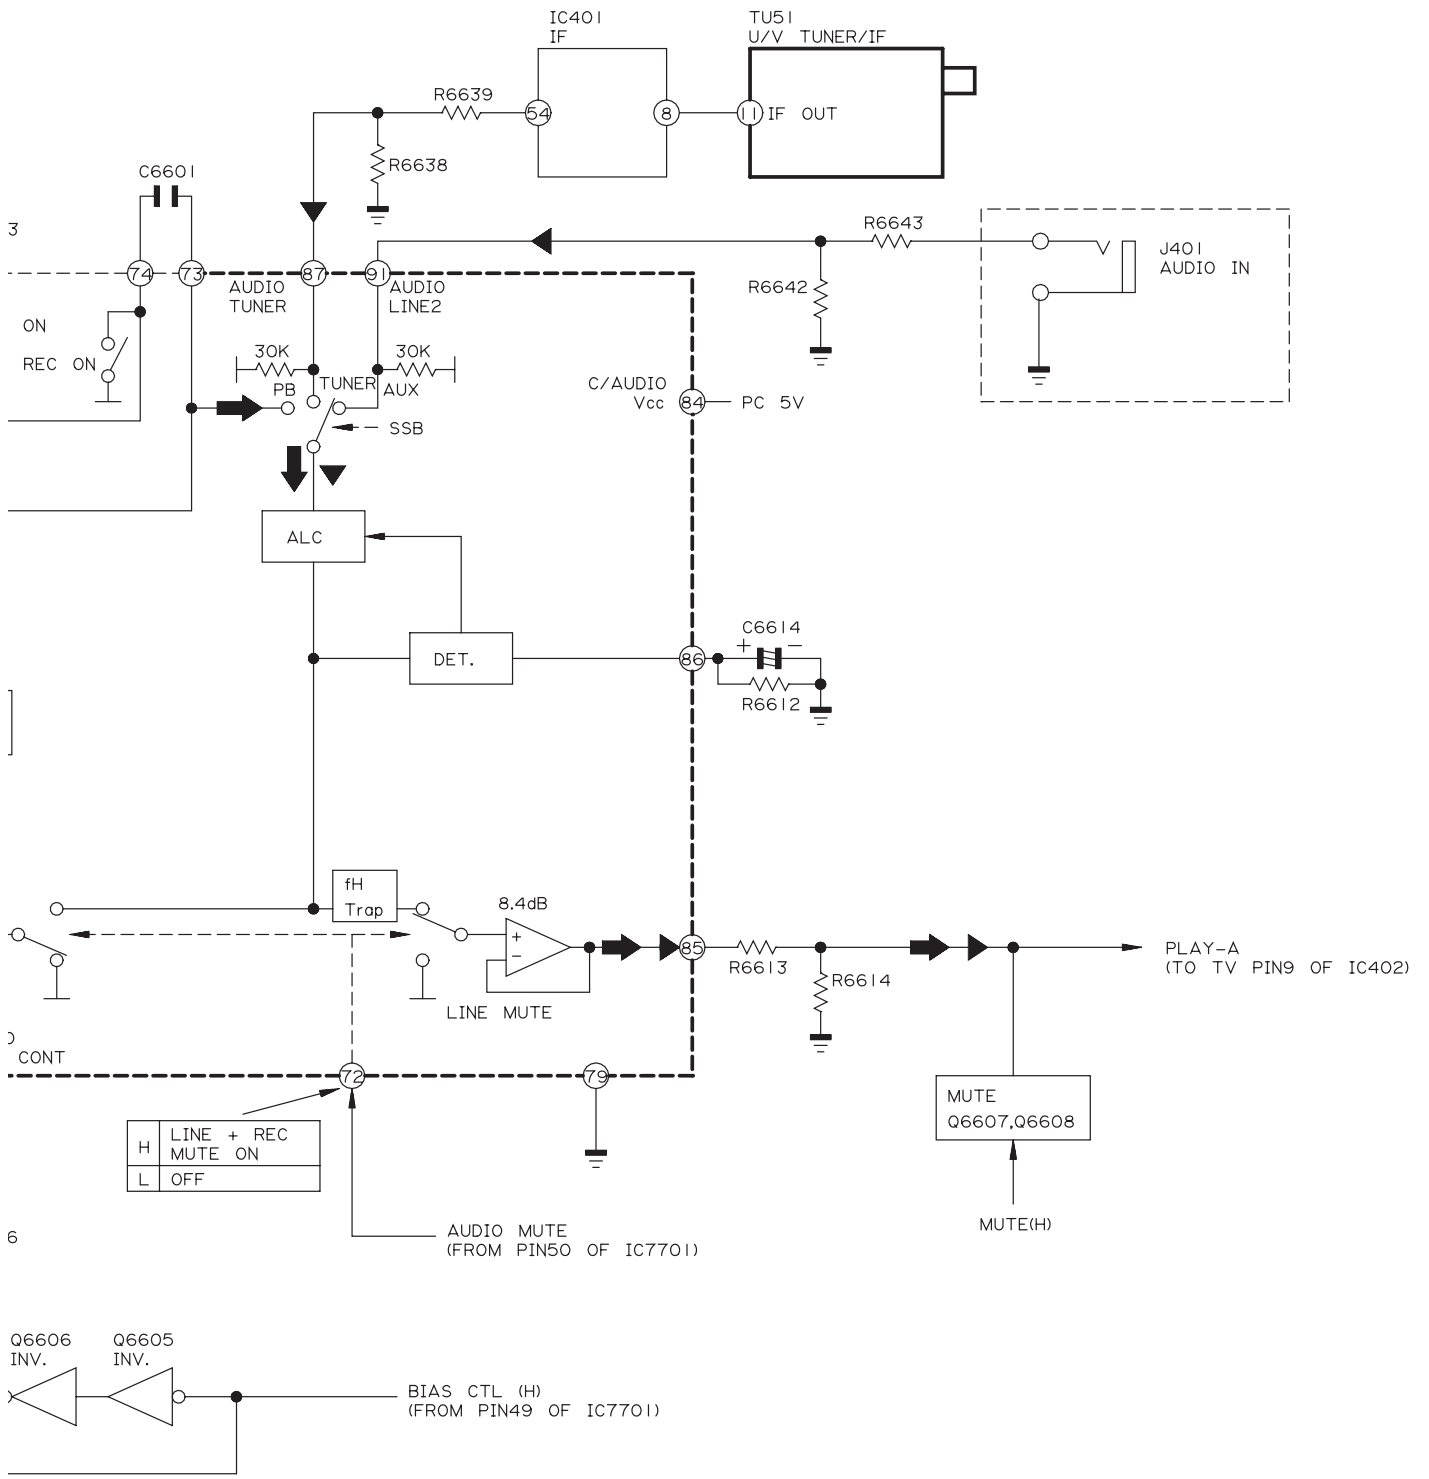 IC401
IF
TU51
U/V TUNER/IF
R6639
54
8
11
IF OUT
R6638
C6601
3
R6643
J401
AUDIO IN
74
73
87
91
AUDIO
TUNER
AUDIO
LINE2
R6642
ON
REC ON
30K
30K
PB
TUNER
AUX
C/AUDIO
Vcc
84
PC 5V
SSB
ALC
DET.
86
C6614
+
-
R6612
fH
Trap
8.4dB
+
-
85
R6613
R6614
PLAY-A
(TO TV PIN9 OF IC402)
LINE MUTE
CONT
72
79
MUTE
Q6607,Q6608
H
LINE + REC
MUTE ON
L
OFF
MUTE(H)
AUDIO MUTE
(FROM PIN50 OF IC7701)
6
Q6606
INV.
Q6605
INV.
BIAS CTL (H)
(FROM PIN49 OF IC7701)